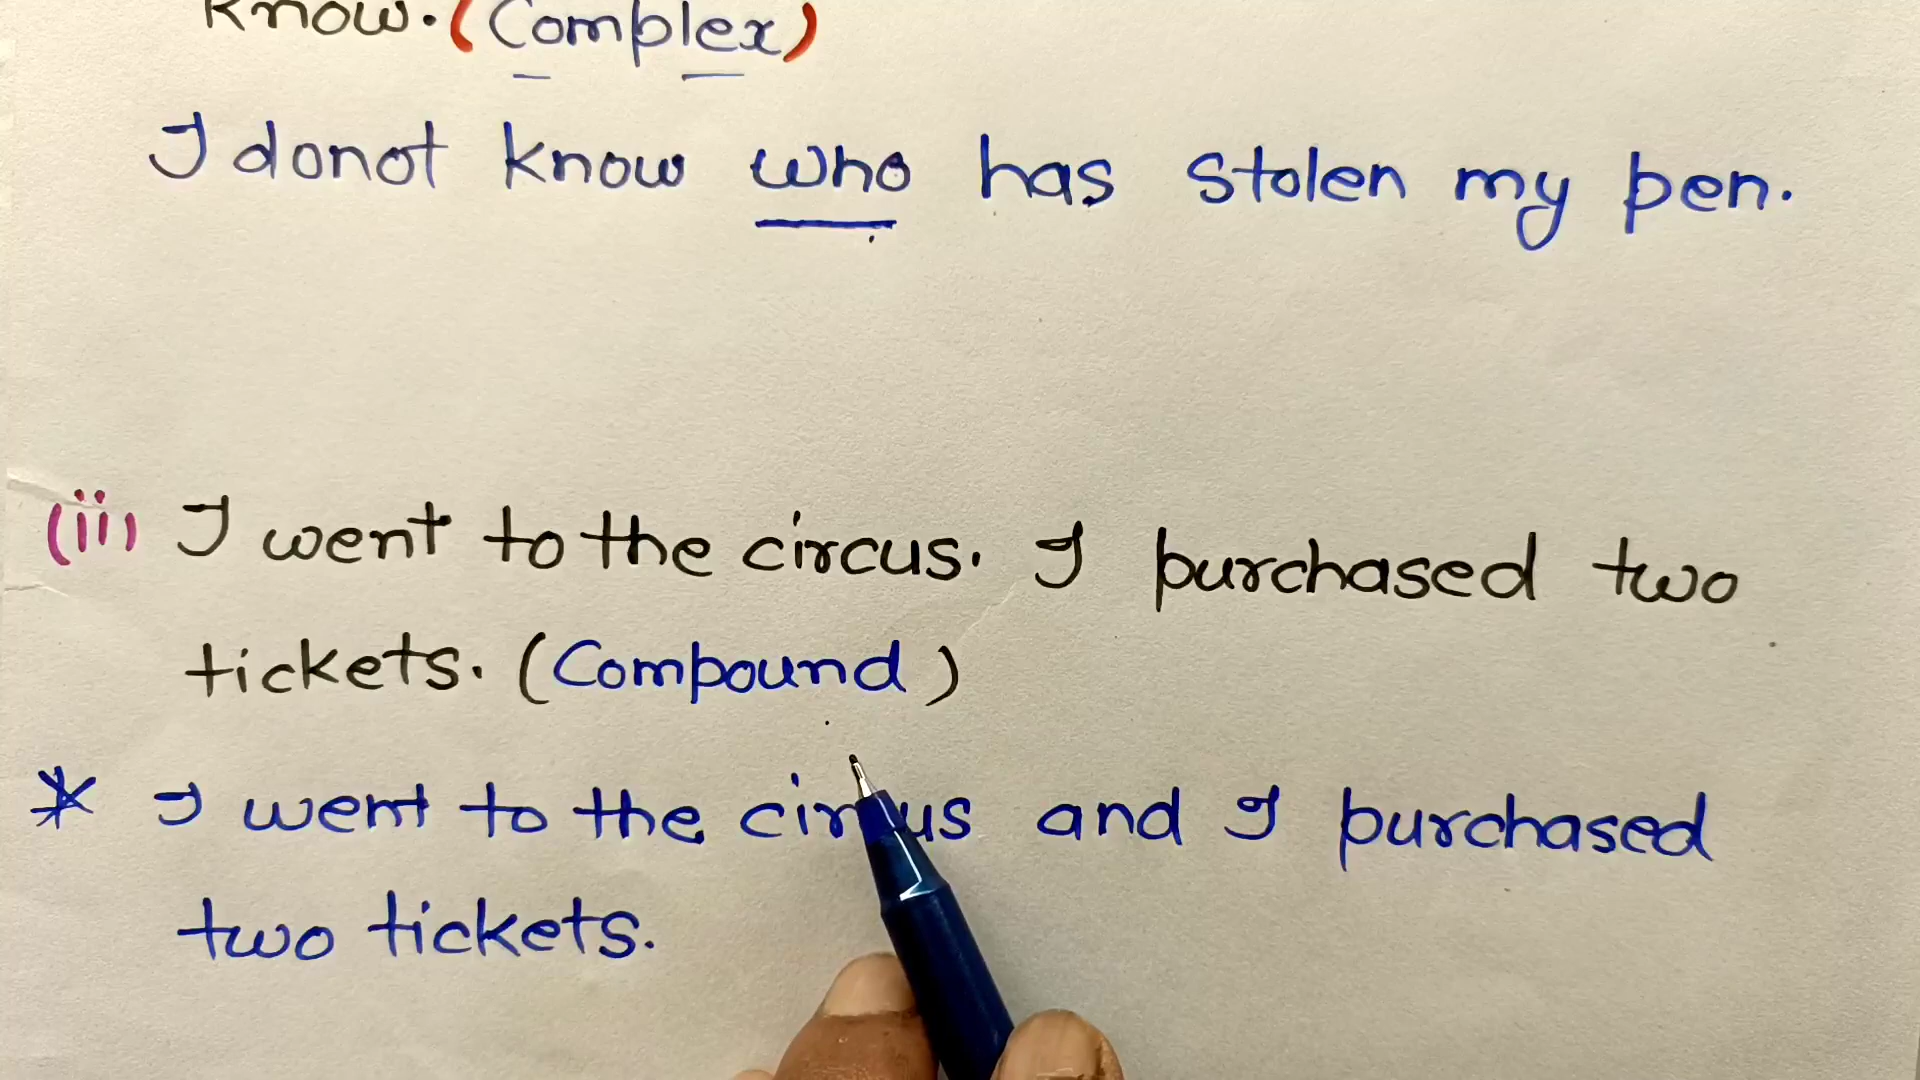 know. (Complex)
I donot know who has stolen my pen.
(ii) I went to the circus. I purchased two
tickets. (Compound)
* I went to the circus and I purchased
two tickets.